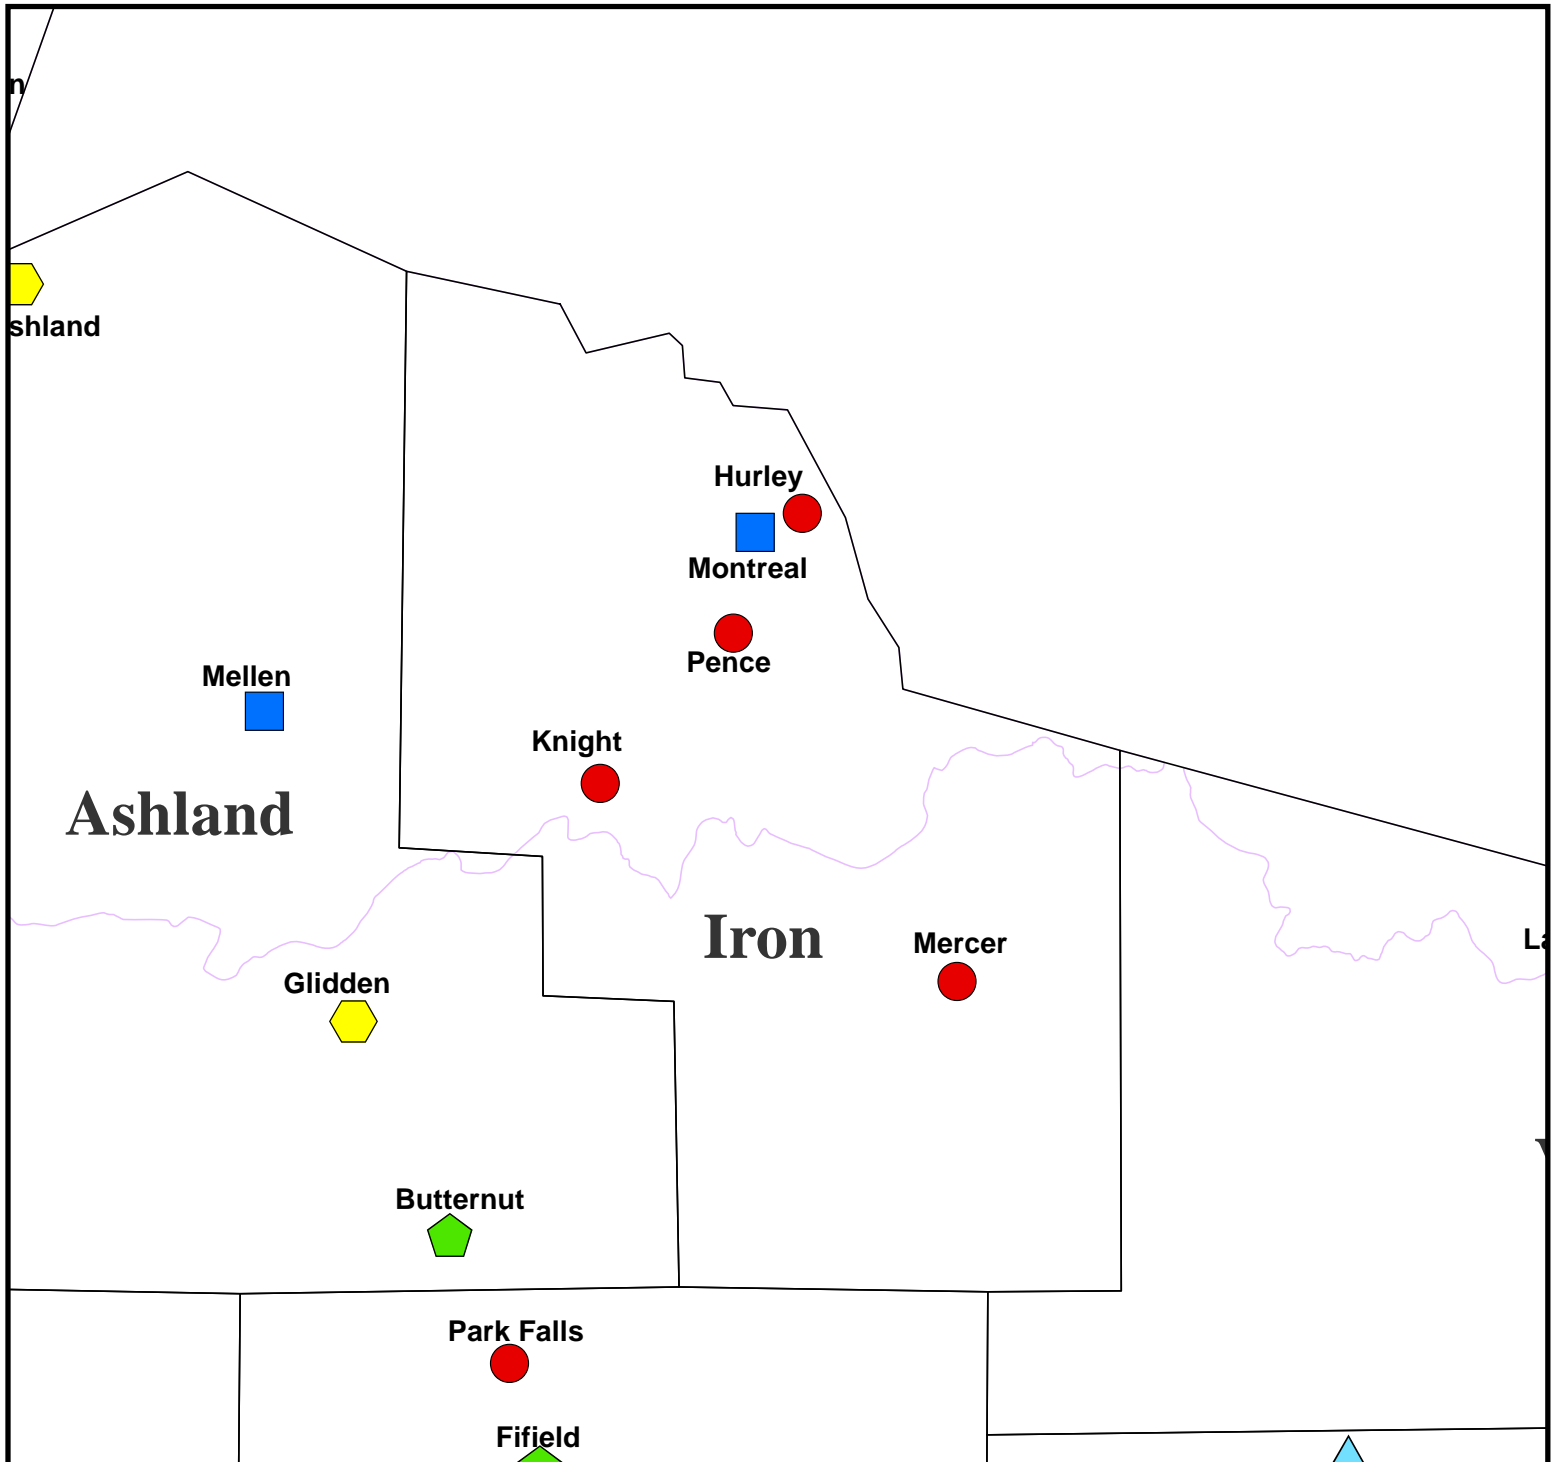 n
shland
Hurley
Montreal
Pence
Mellen
Knight
Ashland
Iron
Mercer
La
Glidden
Butternut
Park Falls
Fifield